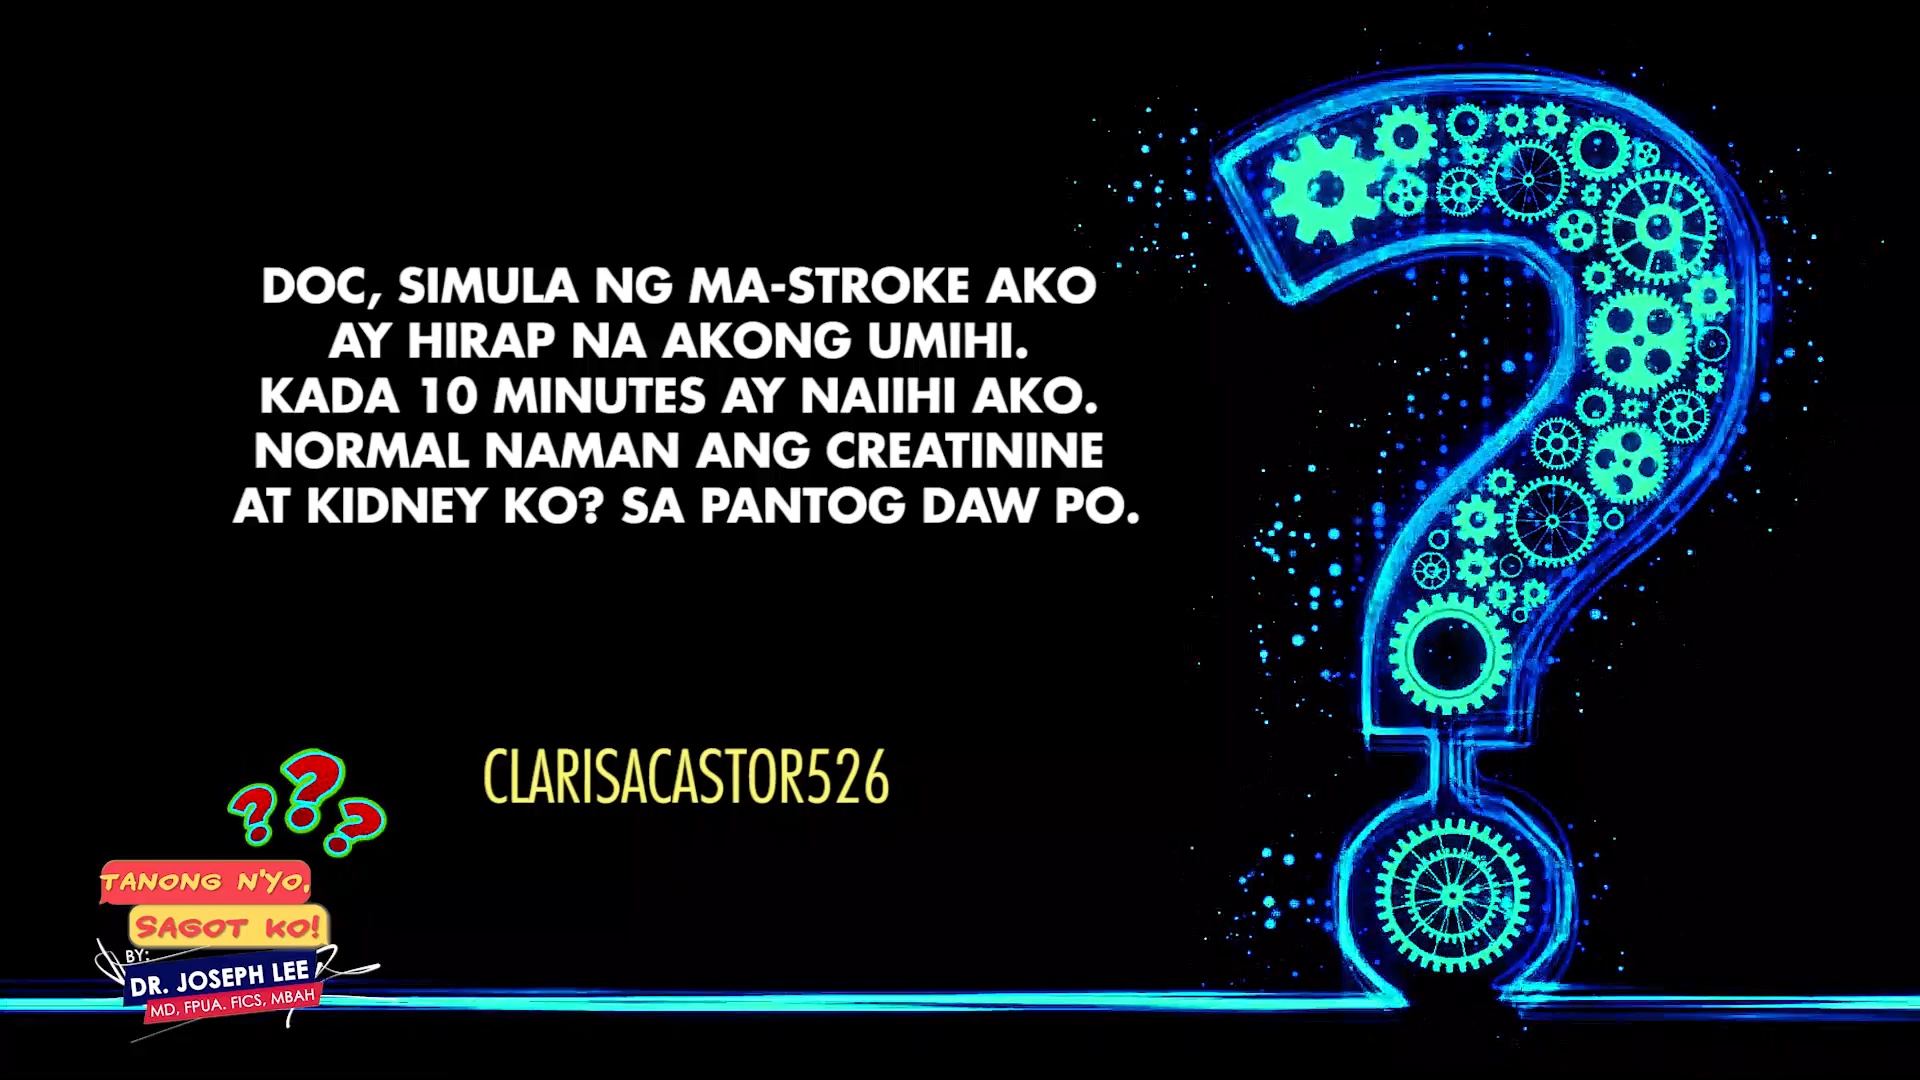 DOC, SIMULA NG MA-STROKE AKO
AY HIRAP NA AKONG UMIHI.
KADA 10 MINUTES AY NAIIHI AKO.
NORMAL NAMAN ANG CREATININE
AT KIDNEY KO? SA PANTOG DAW PO.
CLARISACASTOR526
???
TANONG N'YO,
SAGOT KO!
BY:
DR. JOSEPH LEE
MD, FPUA. FICS, MBAH